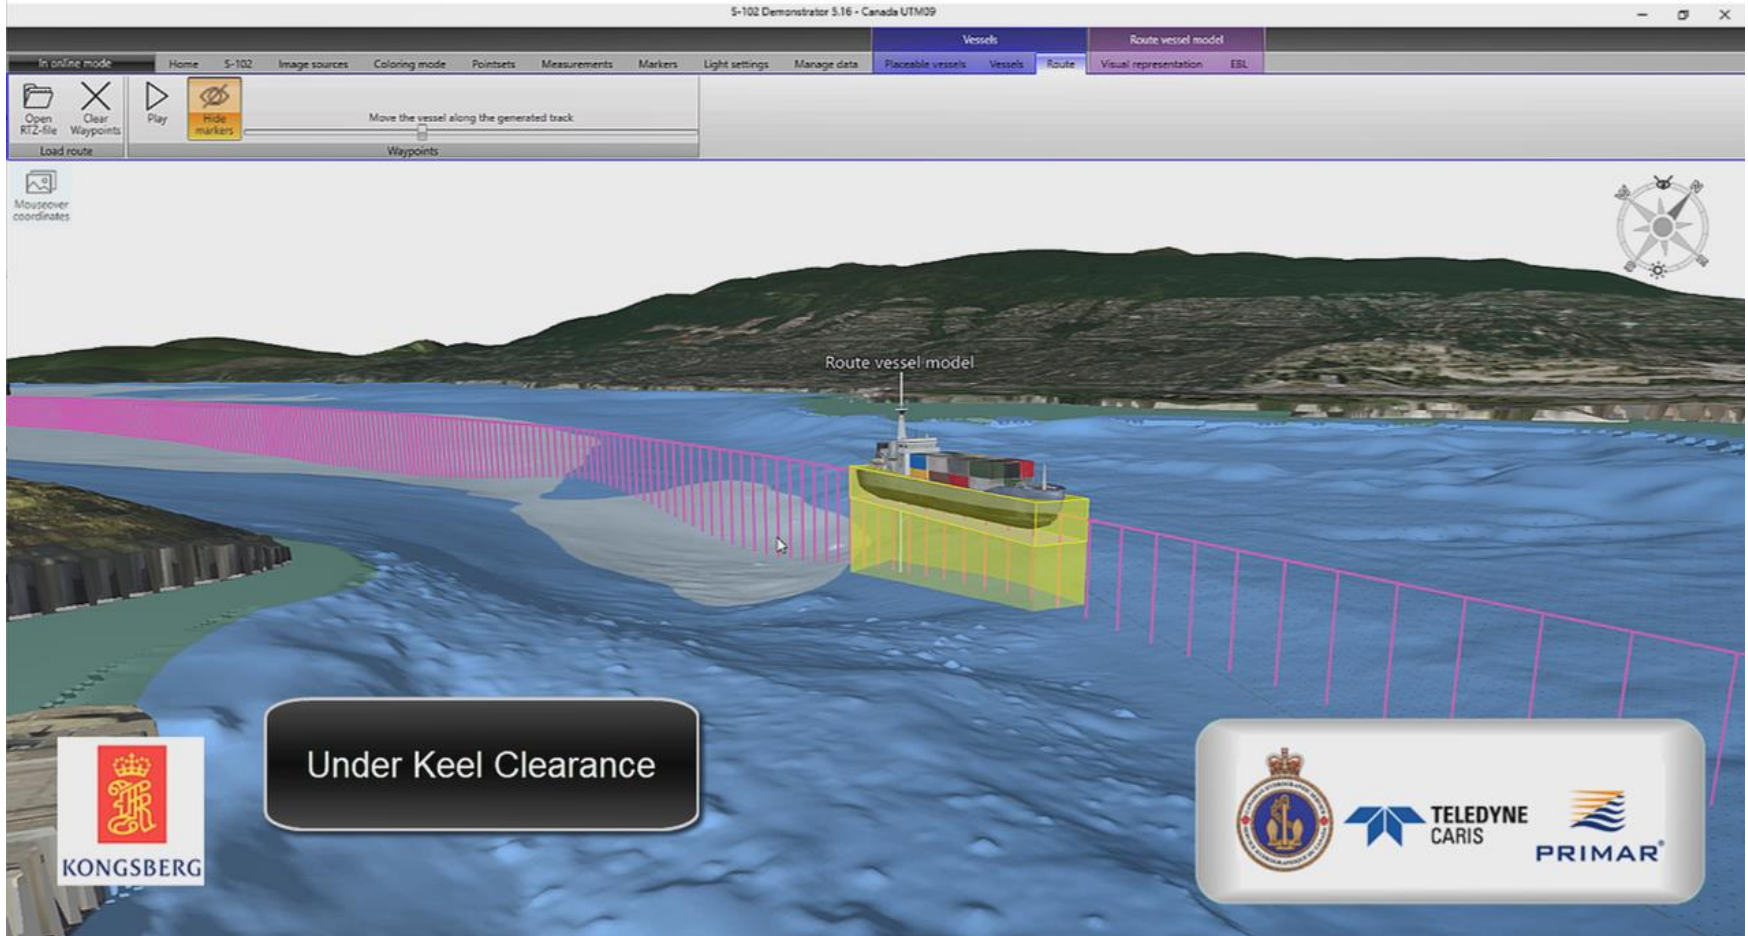 S-102 Demonstrator 5.16 - Canada UTM09
Vessels
Route vessel model
In online mode
Home
S-102
Image sources
Coloring mode
Pointsets
Measurements
Markers
Light settings
Manage data
Placeable vessels
Vessels
Route
Visual representation
EBL
Open
RTZ-file
Clear
Waypoints
Play
Hide
markers
Move the vessel along the generated track
Load route
Waypoints
Mouseover
coordinates
Route vessel model
Under Keel Clearance
KONGSBERG
TELEDYNE
CARIS
PRIMAR®